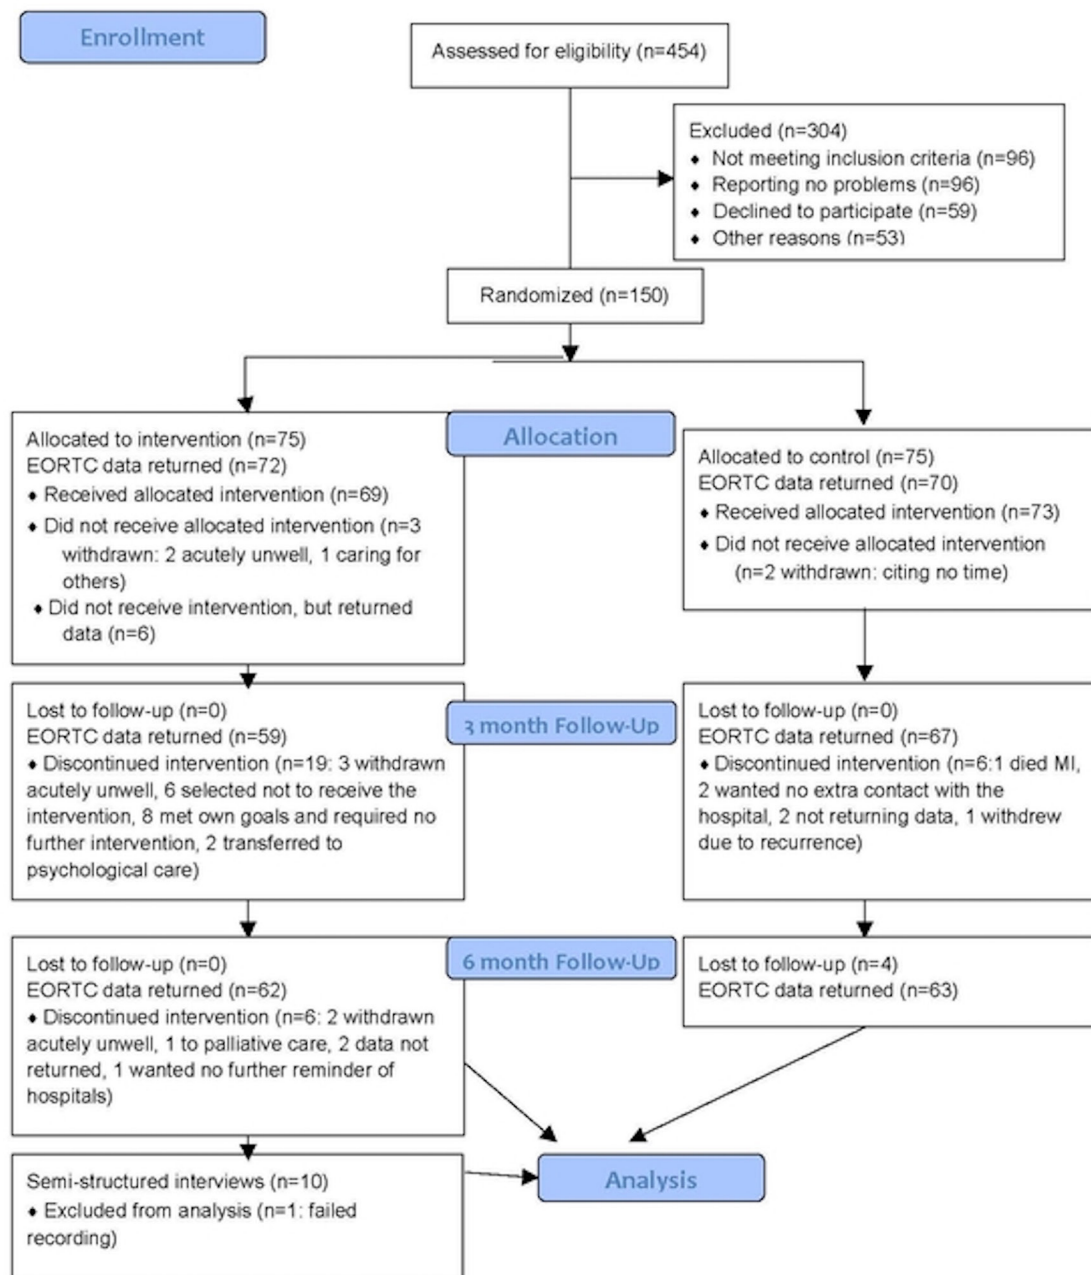 Enrollment
Assessed for eligibility (n=454)
Excluded (n=304)
♦ Not meeting inclusion criteria (n=96)
♦ Reporting no problems (n=96)
♦ Declined to participate (n=59)
♦ Other reasons (n=53)
Randomized (n=150)
Allocation
Allocated to intervention (n=75)
EORTC data returned (n=72)
♦ Received allocated intervention (n=69)
♦ Did not receive allocated intervention (n=3
withdrawn: 2 acutely unwell, 1 caring for
others)
♦ Did not receive intervention, but returned
data (n=6)
Allocated to control (n=75)
EORTC data returned (n=70)
♦ Received allocated intervention (n=73)
♦ Did not receive allocated intervention
(n=2 withdrawn: citing no time)
3 month Follow-Up
Lost to follow-up (n=0)
EORTC data returned (n=59)
♦ Discontinued intervention (n=19: 3 withdrawn
acutely unwell, 6 selected not to receive the
intervention, 8 met own goals and required no
further intervention, 2 transferred to
psychological care)
Lost to follow-up (n=0)
EORTC data returned (n=67)
♦ Discontinued intervention (n=6:1 died MI,
2 wanted no extra contact with the
hospital, 2 not returning data, 1 withdrew
due to recurrence)
6 month Follow-Up
Lost to follow-up (n=0)
EORTC data returned (n=62)
♦ Discontinued intervention (n=6: 2 withdrawn
acutely unwell, 1 to palliative care, 2 data not
returned, 1 wanted no further reminder of
hospitals)
Lost to follow-up (n=4)
EORTC data returned (n=63)
Semi-structured interviews (n=10)
♦ Excluded from analysis (n=1: failed
recording)
Analysis